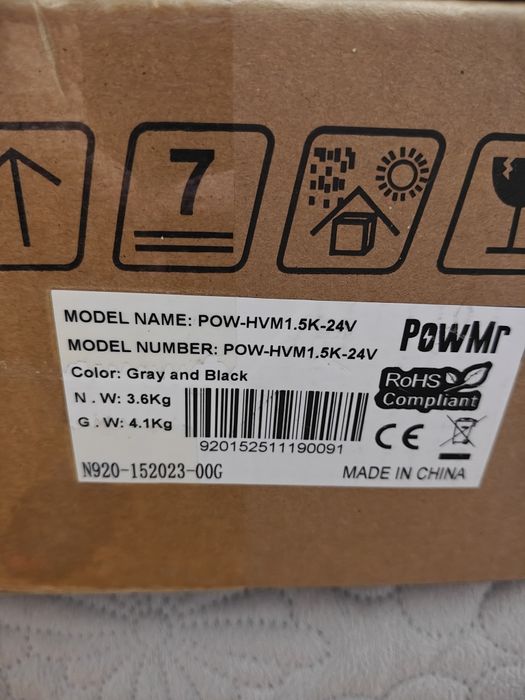 7
MODEL NAME: POW-HVM1.5K-24V
PowMr
MODEL NUMBER: POW-HVM1.5K-24V
Color: Gray and Black
RoHS
Compliant
N . W: 3.6Kg
G . W: 4.1Kg
CE
920152511190091
N920-152023-00G
MADE IN CHINA